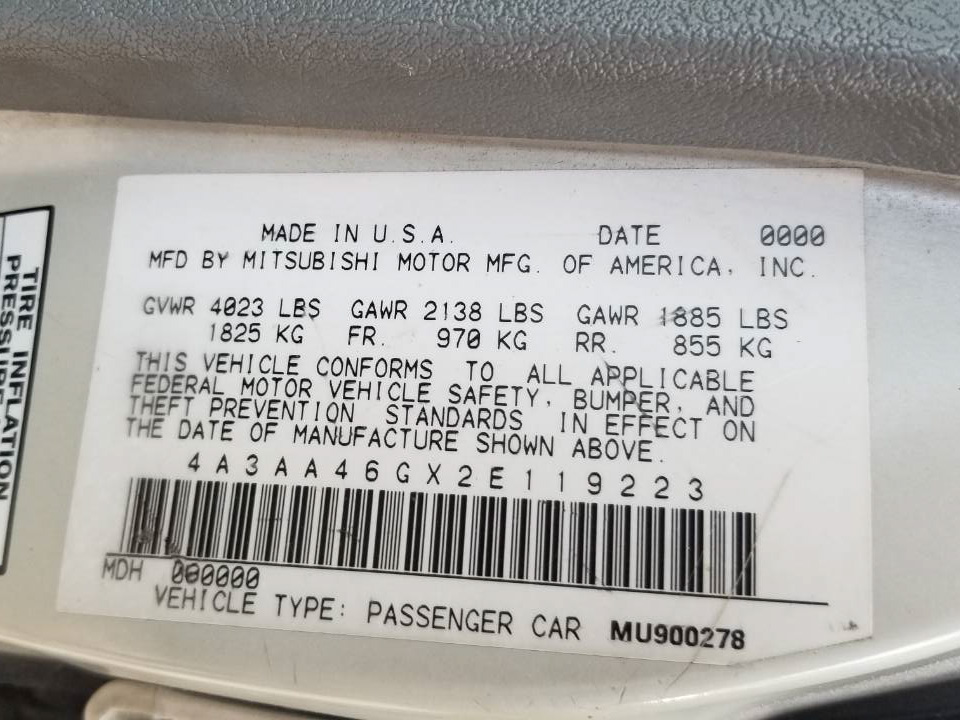 MADE IN U.S.A. DATE 0000
MFD BY MITSUBISHI MOTOR MFG. OF AMERICA, INC.
GVWR 4023 LBS GAWR 2138 LBS GAWR 1885 LBS
1825 KG FR. 970 KG RR. 855 KG
THIS VEHICLE CONFORMS TO ALL APPLICABLE
FEDERAL MOTOR VEHICLE SAFETY, BUMPER, AND
THEFT PREVENTION STANDARDS IN EFFECT ON
THE DATE OF MANUFACTURE SHOWN ABOVE.
4A3AA46GX2E119223
MDH 000000
VEHICLE TYPE: PASSENGER CAR MU900278
TIRE INFLATION
PRESSURE